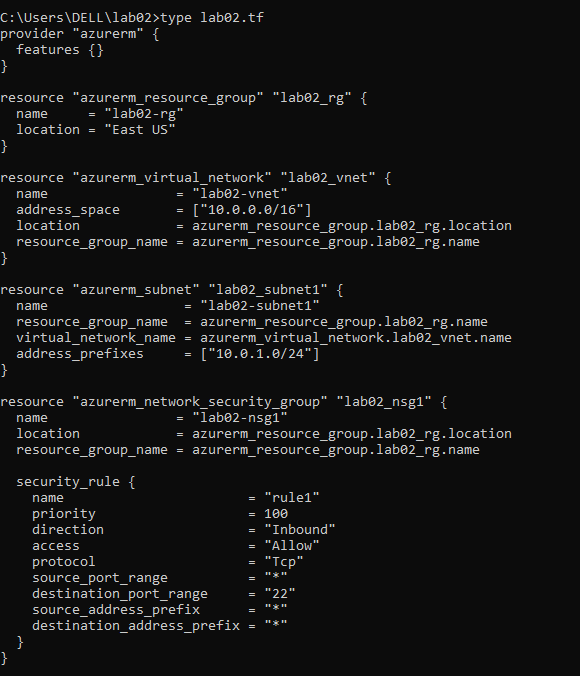 C:\Users\DELL\lab02>type lab02.tf
provider "azurerm" {
  features {}
}

resource "azurerm_resource_group" "lab02_rg" {
  name     = "lab02-rg"
  location = "East US"
}

resource "azurerm_virtual_network" "lab02_vnet" {
  name                = "lab02-vnet"
  address_space       = ["10.0.0.0/16"]
  location            = azurerm_resource_group.lab02_rg.location
  resource_group_name = azurerm_resource_group.lab02_rg.name
}

resource "azurerm_subnet" "lab02_subnet1" {
  name                 = "lab02-subnet1"
  resource_group_name  = azurerm_resource_group.lab02_rg.name
  virtual_network_name = azurerm_virtual_network.lab02_vnet.name
  address_prefixes     = ["10.0.1.0/24"]
}

resource "azurerm_network_security_group" "lab02_nsg1" {
  name                = "lab02-nsg1"
  location            = azurerm_resource_group.lab02_rg.location
  resource_group_name = azurerm_resource_group.lab02_rg.name

  security_rule {
    name                       = "rule1"
    priority                   = 100
    direction                  = "Inbound"
    access                     = "Allow"
    protocol                   = "Tcp"
    source_port_range          = "*"
    destination_port_range     = "22"
    source_address_prefix      = "*"
    destination_address_prefix = "*"
  }
}